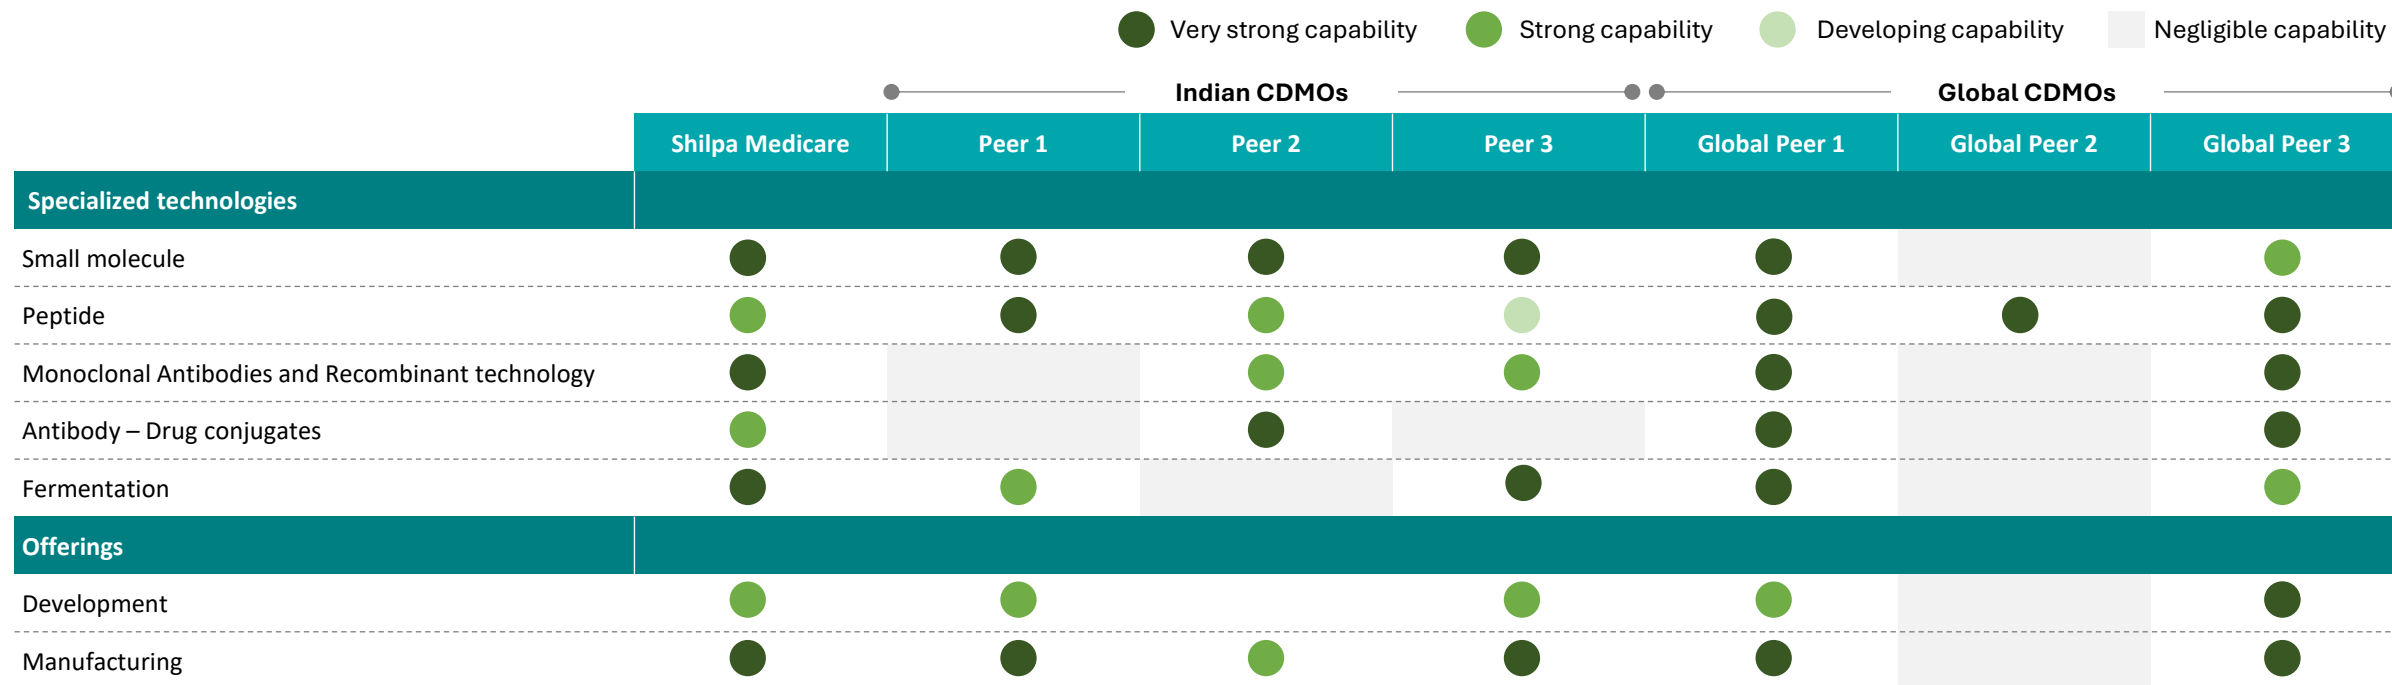 Very strong capability
Strong capability
Developing capability
Negligible capability
Indian CDMOs
Global CDMOs
Shilpa Medicare
Peer 1
Peer 2
Peer 3
Global Peer 1
Global Peer 2
Global Peer 3
Specialized technologies
Small molecule
Peptide
Monoclonal Antibodies and Recombinant technology
Antibody – Drug conjugates
Fermentation
Offerings
Development
Manufacturing